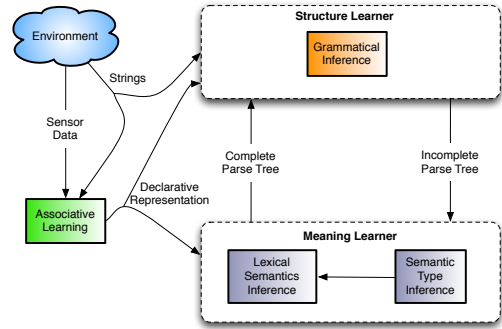 Structure Learner
Environment
Grammatical
Inference
Strings
Sensor
Data
Complete
Parse Tree
Incomplete
Parse Tree
Declarative
Representation
Associative
Learning
Meaning Learner
Lexical
Semantics
Inference
Semantic
Type
Inference